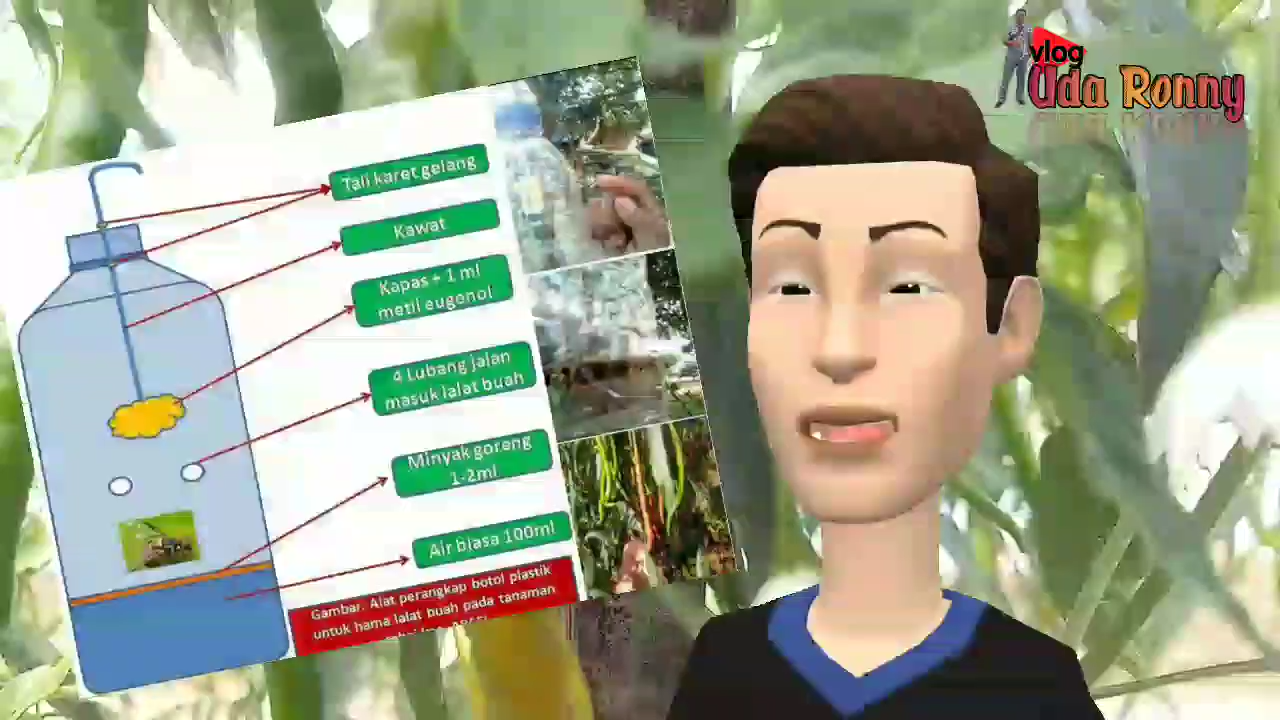 vlog
Uda Ronny
Tali karet gelang
Kawat
Kapas + 1 ml
metil eugenol
4 Lubang jalan
masuk lalat buah
Minyak goreng
1-2ml
Air biasa 100ml
Gambar. Alat perangkap botol plastik
untuk hama lalat buah pada tanaman